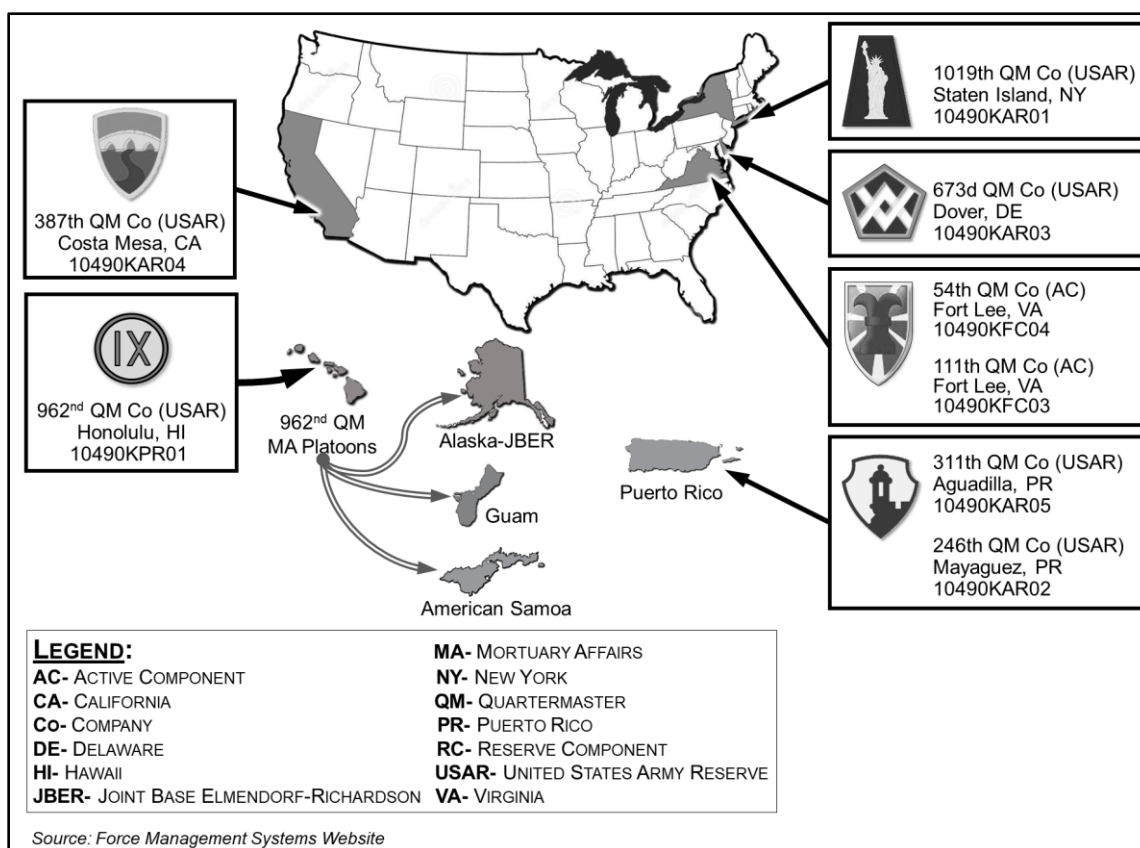 387th QM Co (USAR)
Costa Mesa, CA
10490KAR04
IX
962nd QM Co (USAR)
Honolulu, HI
10490KPR01
1019th QM Co (USAR)
Staten Island, NY
10490KAR01
673d QM Co (USAR)
Dover, DE
10490KAR03
54th QM Co (AC)
Fort Lee, VA
10490KFC04
111th QM Co (AC)
Fort Lee, VA
10490KFC03
311th QM Co (USAR)
Aguadilla, PR
10490KAR05
246th QM Co (USAR)
Mayaguez, PR
10490KAR02
962nd QM
MA Platoons
Alaska-JBER
Guam
American Samoa
Puerto Rico
LEGEND:
AC- ACTIVE COMPONENT
CA- CALIFORNIA
CO- COMPANY
DE- DELAWARE
HI- HAWAII
JBER- JOINT BASE ELMENDORF-RICHARDSON
MA- MORTUARY AFFAIRS
NY- NEW YORK
QM- QUARTERMASTER
PR- PUERTO RICO
RC- RESERVE COMPONENT
USAR- UNITED STATES ARMY RESERVE
VA- VIRGINIA
Source: Force Management Systems Website